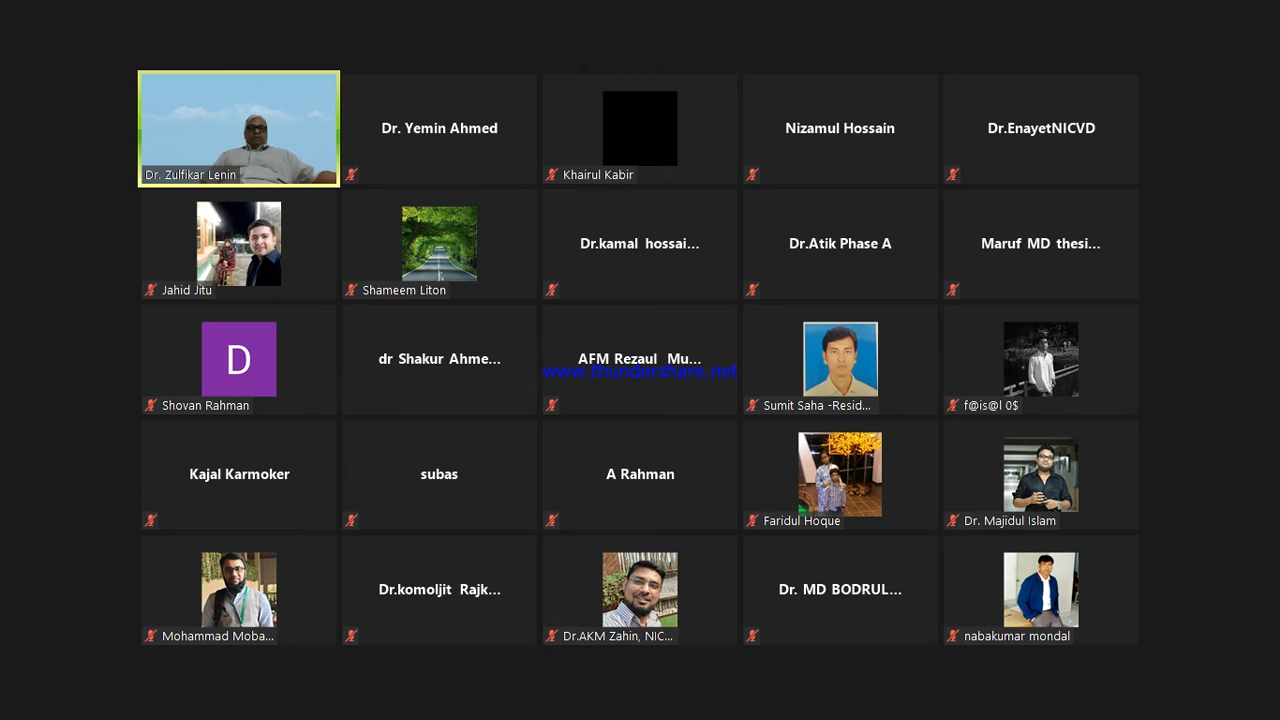 Dr. Zulfikar Lenin
Dr. Yemin Ahmed
Khairul Kabir
Nizamul Hossain
Dr.EnayetNICVD
Jahid Jitu
Shameem Liton
Dr.kamal hossai...
Dr.Atik Phase A
Maruf MD thesi...
D
Shovan Rahman
dr Shakur Ahme...
AFM Rezaul Mu...
www.thundershare.net
Sumit Saha -Resid...
f@is@l 0$
Kajal Karmoker
subas
A Rahman
Faridul Hoque
Dr. Majidul Islam
Mohammad Moba...
Dr.komoljit Rajk...
Dr.AKM Zahin, NIC...
Dr. MD BODRUL...
nabakumar mondal